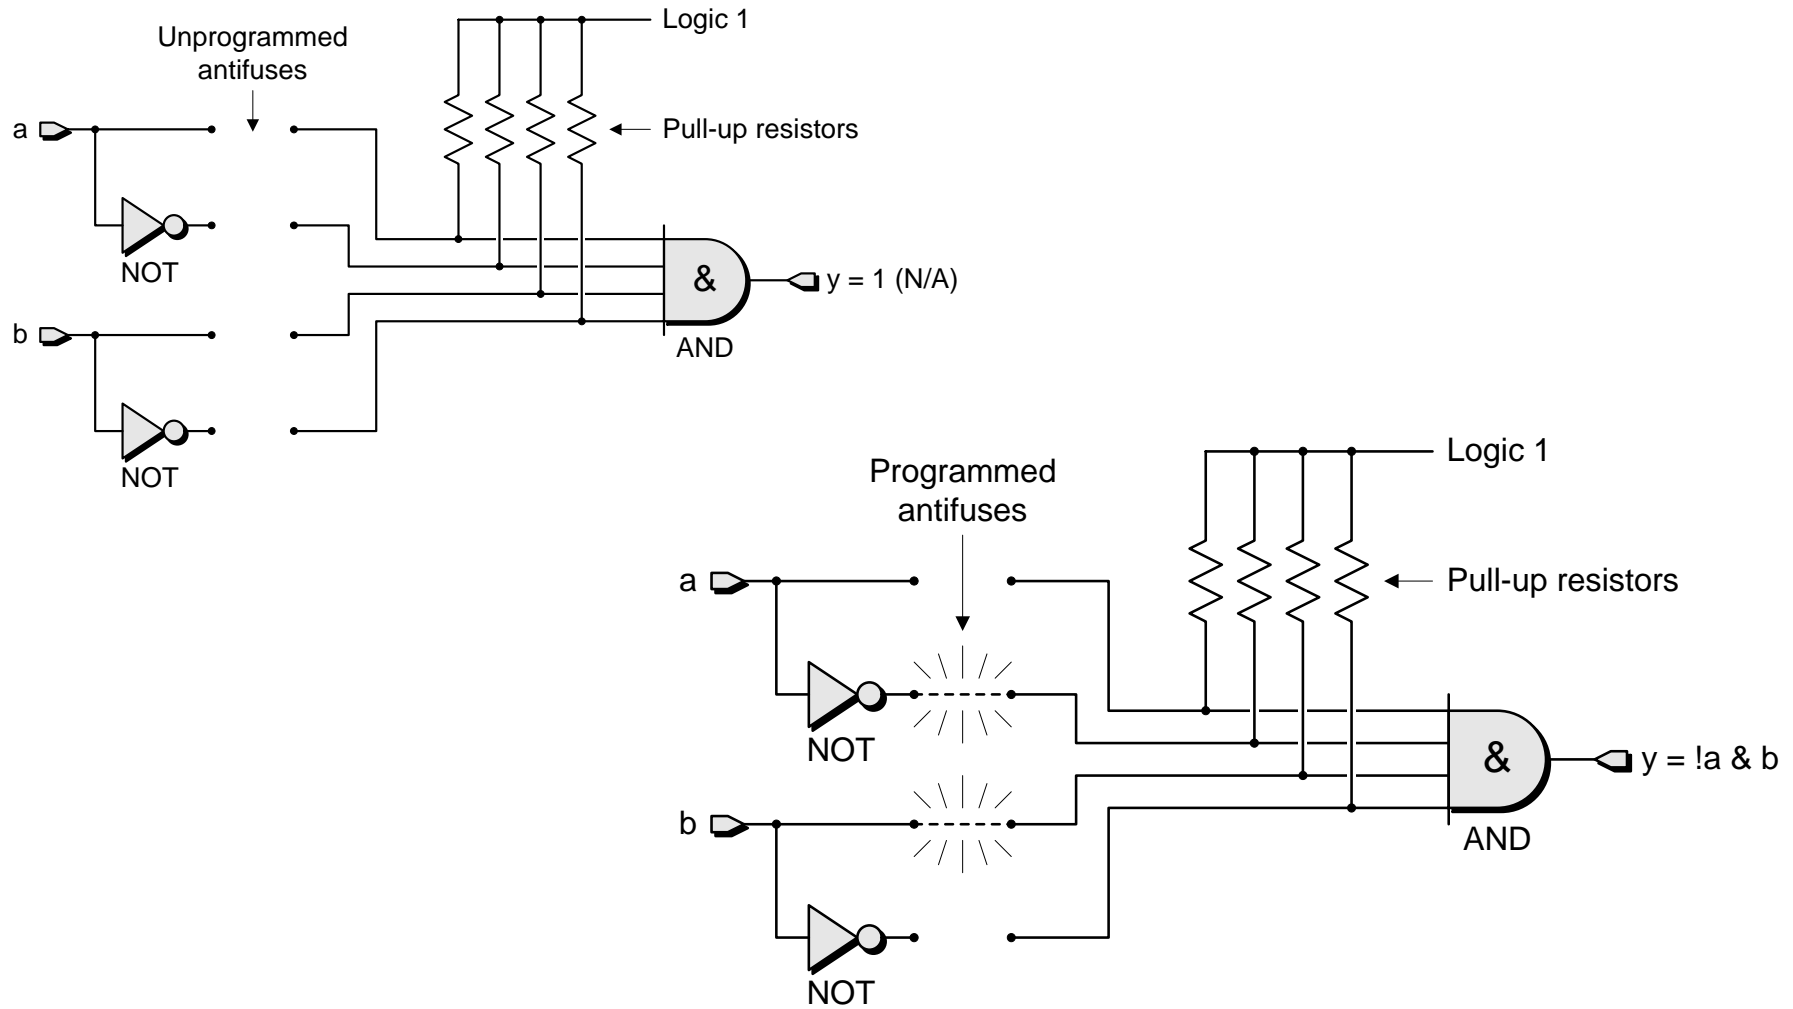 Logic 1
Unprogrammed
antifuses
a
Pull-up resistors
NOT
&
y = 1 (N/A)
b
AND
NOT
Logic 1
Programmed
antifuses
a
Pull-up resistors
NOT
&
y = !a & b
b
AND
NOT